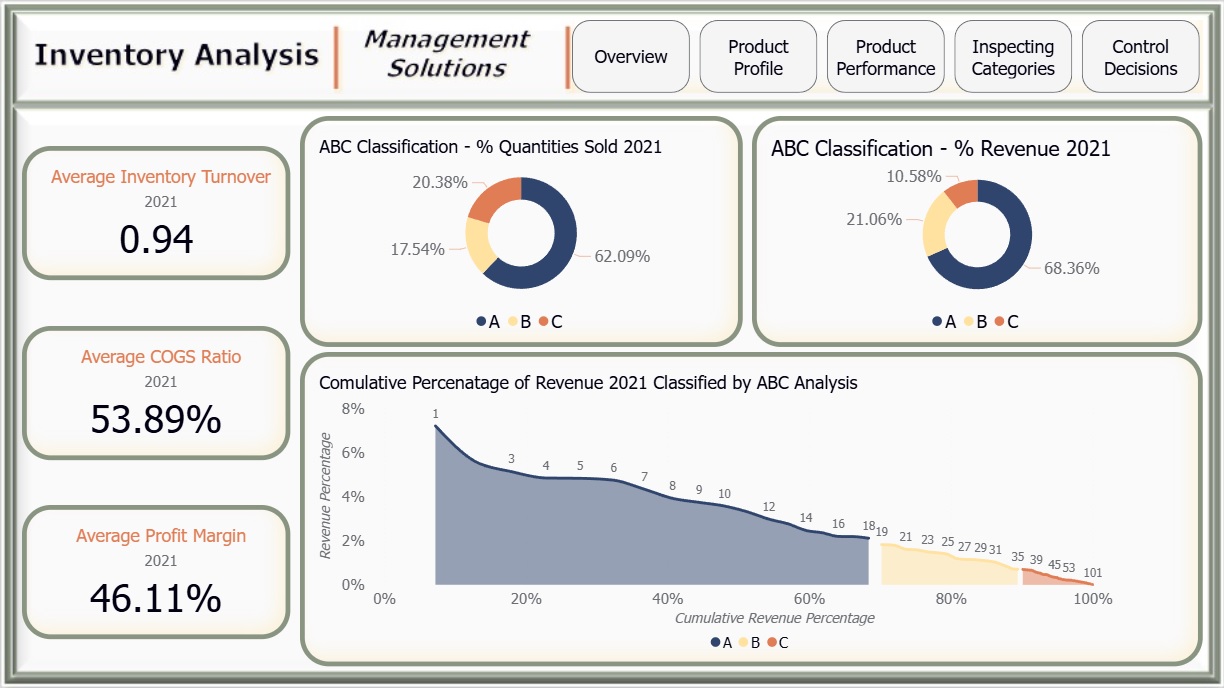 Inventory Analysis
Management
Solutions
Overview
Product
Profile
Product
Performance
Inspecting
Categories
Control
Decisions
Average Inventory Turnover
2021
0.94
Average COGS Ratio
2021
53.89%
Average Profit Margin
2021
46.11%
ABC Classification - % Quantities Sold 2021
20.38%
17.54%
62.09%
A B C
ABC Classification - % Revenue 2021
10.58%
21.06%
68.36%
A B C
Comulative Percenatage of Revenue 2021 Classified by ABC Analysis
Revenue Percentage
8%
6%
4%
2%
0%
1 3 4 5 6 7 8 9 10 12 14 16 18 19 21 23 25 27 29 31 35 39 45 53 101
0% 20% 40% 60% 80% 100%
Cumulative Revenue Percentage
A B C